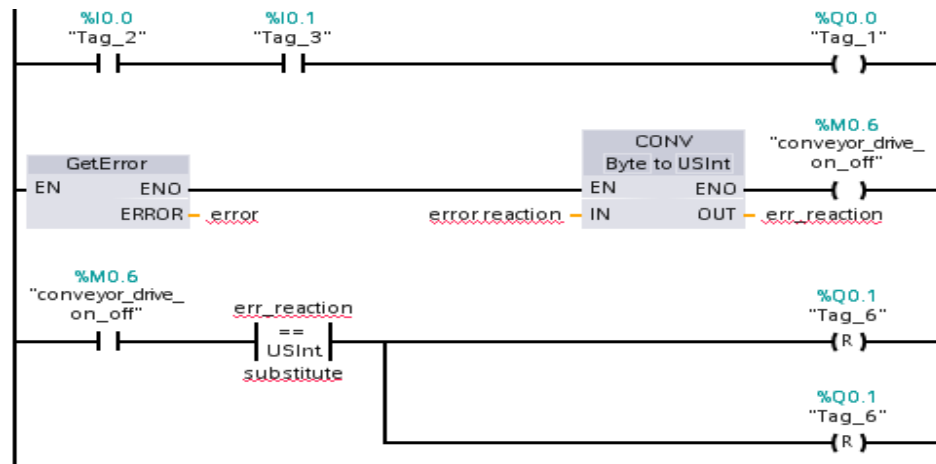 %I0.0 %I0.1 %Q0.0
"Tag_2" "Tag_3" "Tag_1"
%M0.6
CONV "conveyor_drive_
GetError Byte to USInt on_off"
EN ENO EN ENO
ERROR error error reaction IN OUT err_reaction
%M0.6
"conveyor_drive_ %Q0.1
on_off" err_reaction "Tag_6"
== R
USInt
substitute
%Q0.1
"Tag_6"
R